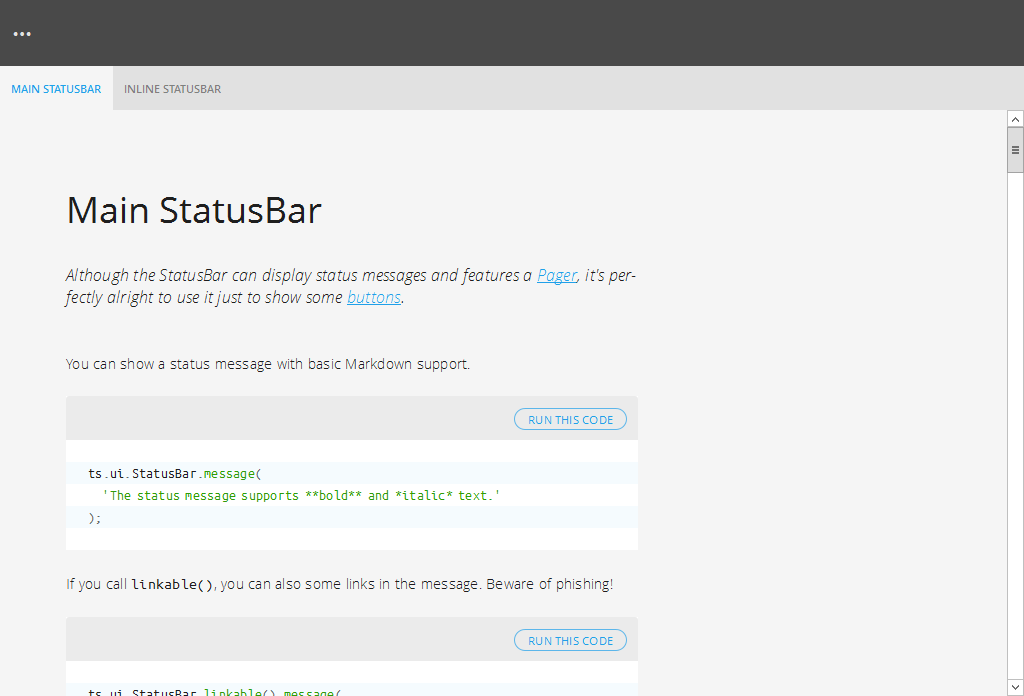 MAIN STATUSBAR INLINE STATUSBAR
Main StatusBar
Although the StatusBar can display status messages and features a Pager, it's per-
fectly alright to use it just to show some buttons.
You can show a status message with basic Markdown support.
RUN THIS CODE
ts.ui.StatusBar.message(
'The status message supports **bold** and *italic* text.'
);
If you call linkable(), you can also some links in the message. Beware of phishing!
RUN THIS CODE
ts.ui.StatusBar.linkable().message(